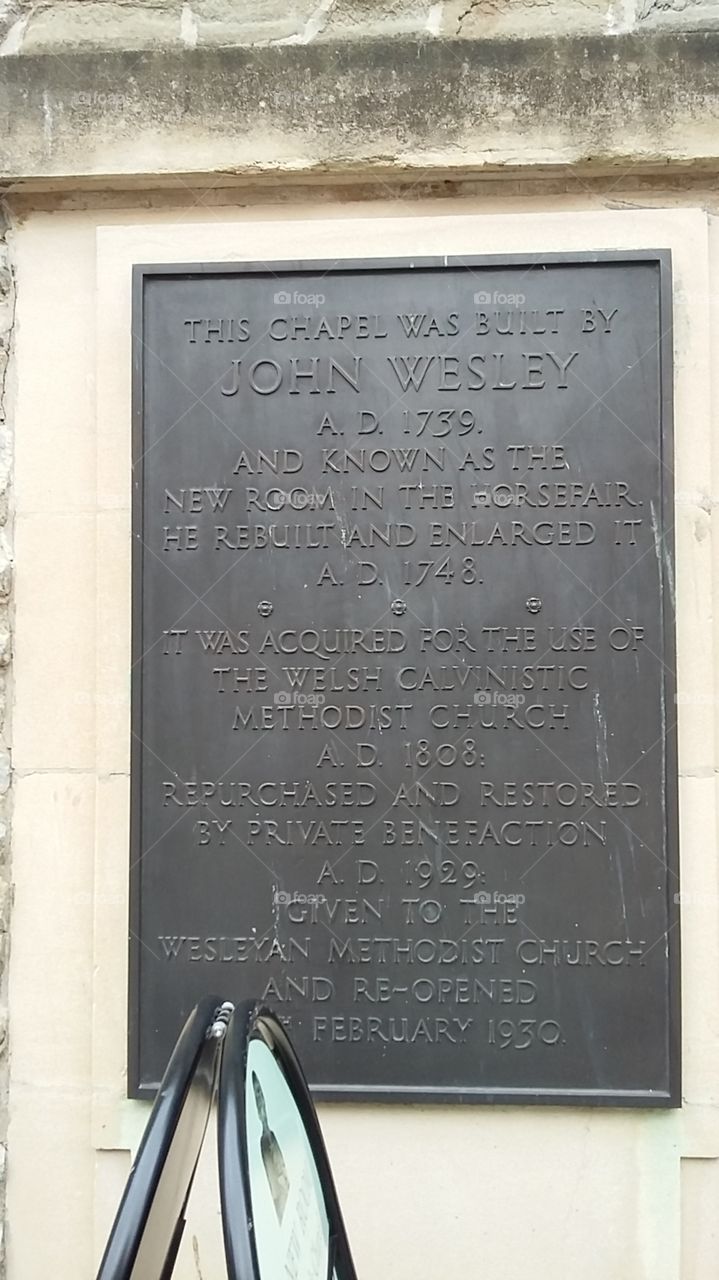 THIS CHAPEL WAS BUILT BY
JOHN WESLEY
A. D. 1739.
AND KNOWN AS THE
NEW ROOM IN THE HORSEFAIR.
HE REBUILT AND ENLARGED IT
A. D. 1748.
IT WAS ACQUIRED FOR THE USE OF
THE WELSH CALVINISTIC
METHODIST CHURCH
A. D. 1808:
REPURCHASED AND RESTORED
BY PRIVATE BENEFACTION
A. D. 1929:
GIVEN TO THE
WESLEYAN METHODIST CHURCH
AND RE-OPENED
TH FEBRUARY 1930.